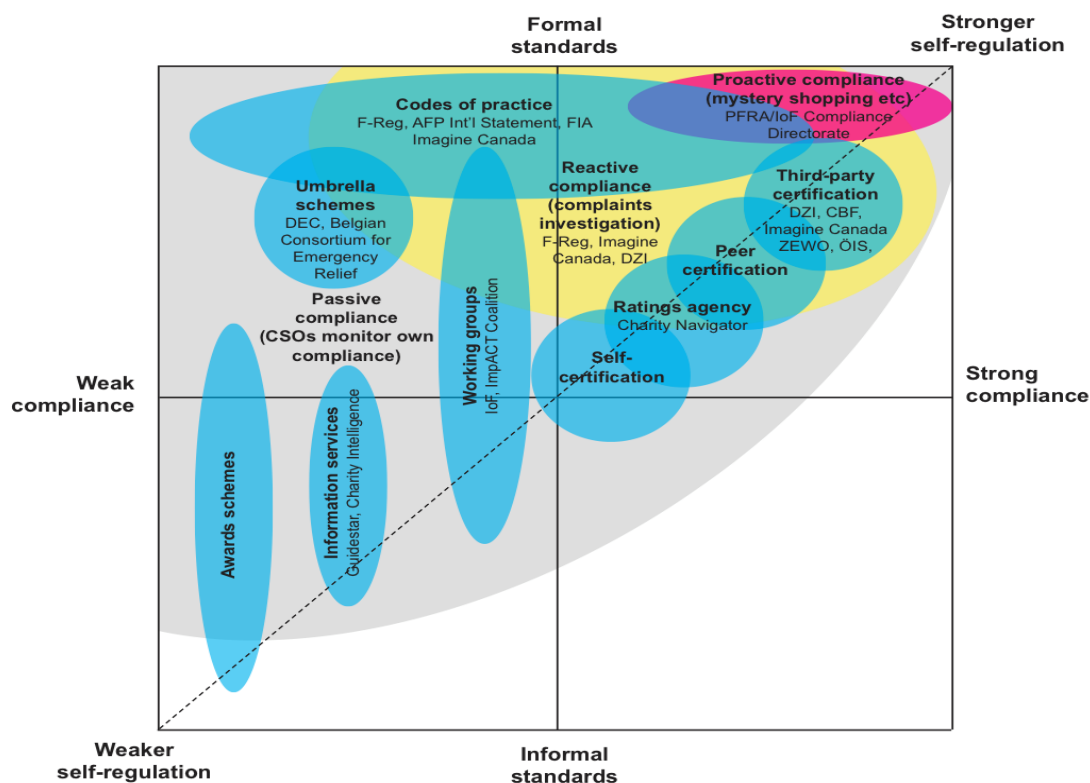 Formal
standards
Stronger
self-regulation
Proactive compliance
(mystery shopping etc)
PFRA/IoF Compliance
Directorate
Codes of practice
F-Reg, AFP Int'l Statement, FIA
Imagine Canada
Reactive
compliance
(complaints
investigation)
F-Reg, Imagine
Canada, DZI
Third-party
certification
DZI, CBF,
Imagine Canada
ZEWO, ÖIS,
Umbrella
schemes
DEC, Belgian
Consortium for
Emergency
Relief
Peer
certification
Passive
compliance
(CSOs monitor own
compliance)
Ratings agency
Charity Navigator
Working groups
IoF, ImpACT Coalition
Self-
certification
Weak
compliance
Strong
compliance
Information services
Guidestar, Charity Intelligence
Awards schemes
Weaker
self-regulation
Informal
standards